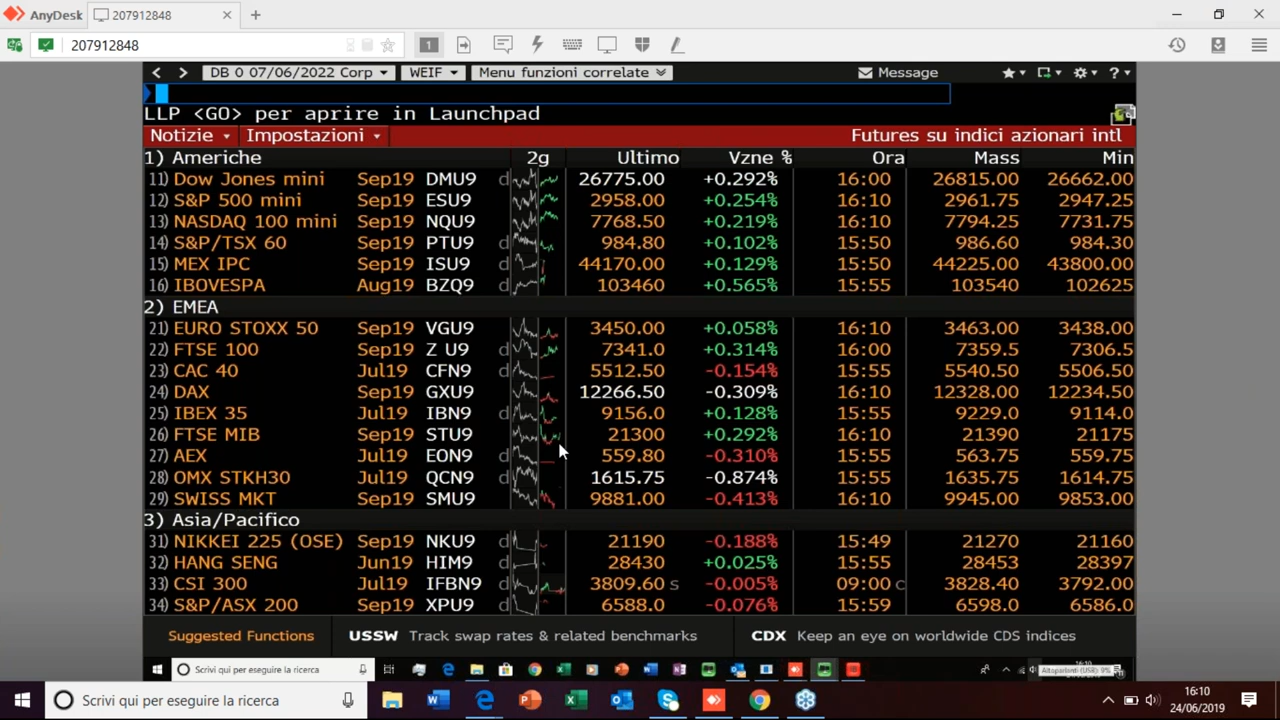 AnyDesk 207912848
207912848 1
DB 0 07/06/2022 Corp WEIF Menu funzioni correlate Message ?
LLP <GO> per aprire in Launchpad
Notizie Impostazioni Futures su indici azionari intl
1) Americhe 2g Ultimo Vzne % Ora Mass Min
11) Dow Jones mini Sep19 DMU9 d 26775.00 +0.292% 16:00 26815.00 26662.00
12) S&P 500 mini Sep19 ESU9 2958.00 +0.254% 16:10 2961.75 2947.25
13) NASDAQ 100 mini Sep19 NQU9 7768.50 +0.219% 16:10 7794.25 7731.75
14) S&P/TSX 60 Sep19 PTU9 d 984.80 +0.102% 15:50 986.60 984.30
15) MEX IPC Sep19 ISU9 d 44170.00 +0.129% 15:50 44225.00 43800.00
16) IBOVESPA Aug19 BZQ9 d 103460 +0.565% 15:55 103540 102625
2) EMEA
21) EURO STOXX 50 Sep19 VGU9 3450.00 +0.058% 16:10 3463.00 3438.00
22) FTSE 100 Sep19 Z U9 d 7341.0 +0.314% 16:00 7359.5 7306.5
23) CAC 40 Jul19 CFN9 d 5512.50 -0.154% 15:55 5540.50 5506.50
24) DAX Sep19 GXU9 12266.50 -0.309% 16:10 12328.00 12234.50
25) IBEX 35 Jul19 IBN9 d 9156.0 +0.128% 15:55 9229.0 9114.0
26) FTSE MIB Sep19 STU9 21300 +0.292% 16:10 21390 21175
27) AEX Jul19 EON9 d 559.80 -0.310% 15:55 563.75 559.75
28) OMX STKH30 Jul19 QCN9 d 1615.75 -0.874% 15:55 1635.75 1614.75
29) SWISS MKT Sep19 SMU9 9881.00 -0.413% 16:10 9945.00 9853.00
3) Asia/Pacifico
31) NIKKEI 225 (OSE) Sep19 NKU9 d 21190 -0.188% 15:49 21270 21160
32) HANG SENG Jun19 HIM9 d 28430 +0.025% 15:55 28453 28397
33) CSI 300 Jul19 IFBN9 d 3809.60 s -0.005% 09:00 c 3828.40 3792.00
34) S&P/ASX 200 Sep19 XPU9 d 6588.0 -0.076% 15:59 6598.0 6586.0
Suggested Functions USSW Track swap rates & related benchmarks CDX Keep an eye on worldwide CDS indices
Scrivi qui per eseguire la ricerca
Scrivi qui per eseguire la ricerca 16:10
24/06/2019